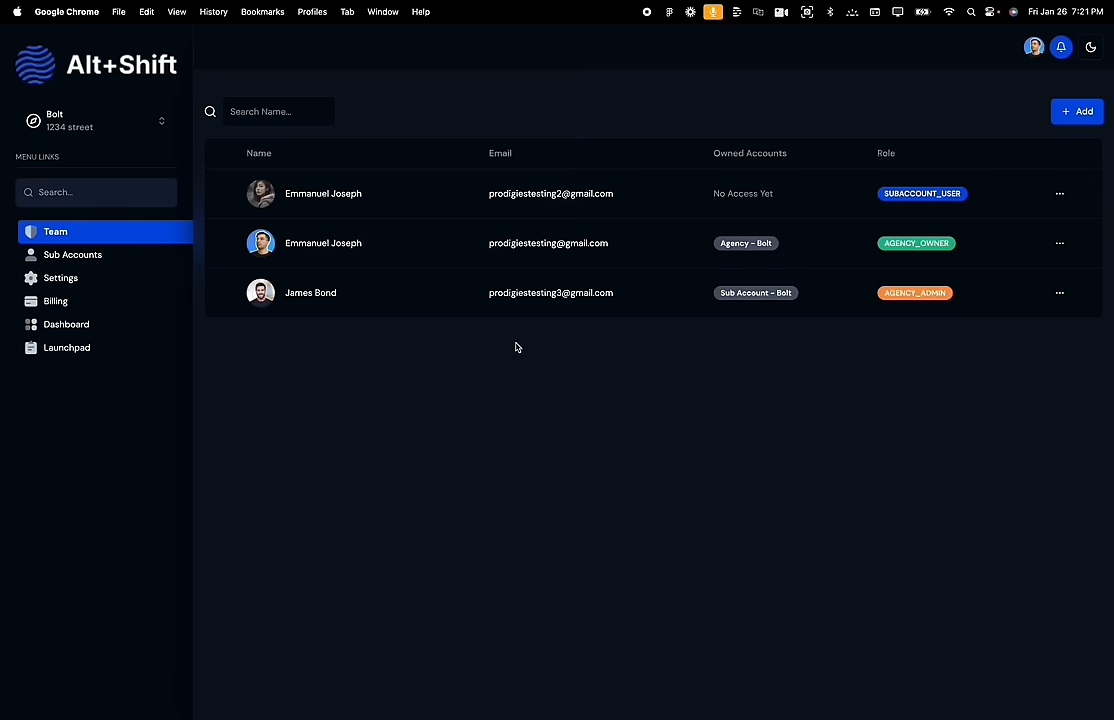 Google Chrome File Edit View History Bookmarks Profiles Tab Window Help Fri Jan 26 7:21 PM
Alt+Shift
Bolt
1234 street
MENU LINKS
Search...
Team
Sub Accounts
Settings
Billing
Dashboard
Launchpad
Search Name...
+ Add
Name Email Owned Accounts Role
Emmanuel Joseph prodigiestesting2@gmail.com No Access Yet SUBACCOUNT_USER ...
Emmanuel Joseph prodigiestesting@gmail.com Agency - Bolt AGENCY_OWNER ...
James Bond prodigiestesting3@gmail.com Sub Account - Bolt AGENCY_ADMIN ...